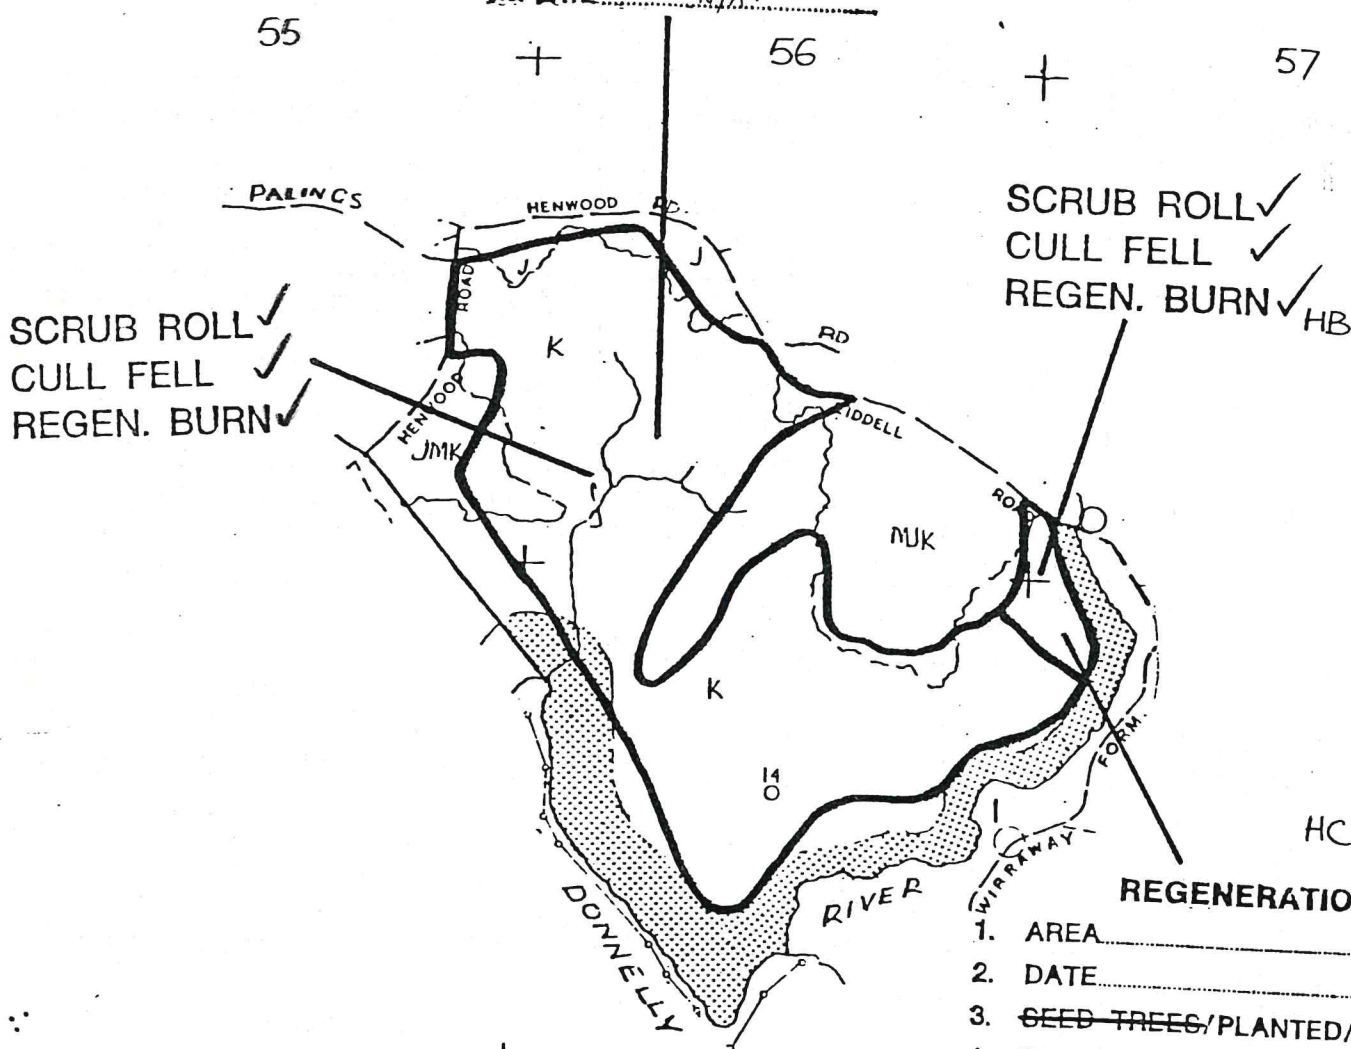 55
56
57
PALINGS
HENWOOD RD.
SCRUB ROLL ✓
CULL FELL ✓
REGEN. BURN ✓
HB
J
J
ROAD
SCRUB ROLL ✓
CULL FELL ✓
REGEN. BURN ✓
K
RD
HENWOOD
JMK
IDDELL
ROAD
MJK
K
14
FORM.
HC
WIRRAWAY
DONNELLY
RIVER
REGENERATIO
1. AREA
2. DATE
3. SEED TREES/PLANTED/